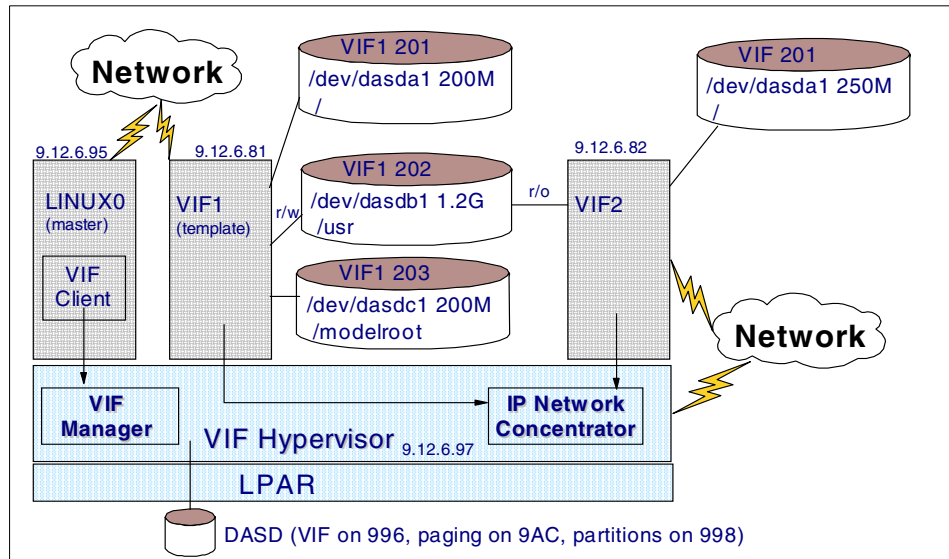 Network
VIF1 201
/dev/dasda1 200M
/
VIF 201
/dev/dasda1 250M
/
9.12.6.95
9.12.6.81
9.12.6.82
LINUX0
(master)
VIF1
(template)
r/w
VIF1 202
/dev/dasdb1 1.2G
/usr
r/o
VIF2
VIF
Client
VIF1 203
/dev/dasdc1 200M
/modelroot
Network
VIF
Manager
VIF Hypervisor
9.12.6.97
IP Network
Concentrator
LPAR
DASD (VIF on 996, paging on 9AC, partitions on 998)